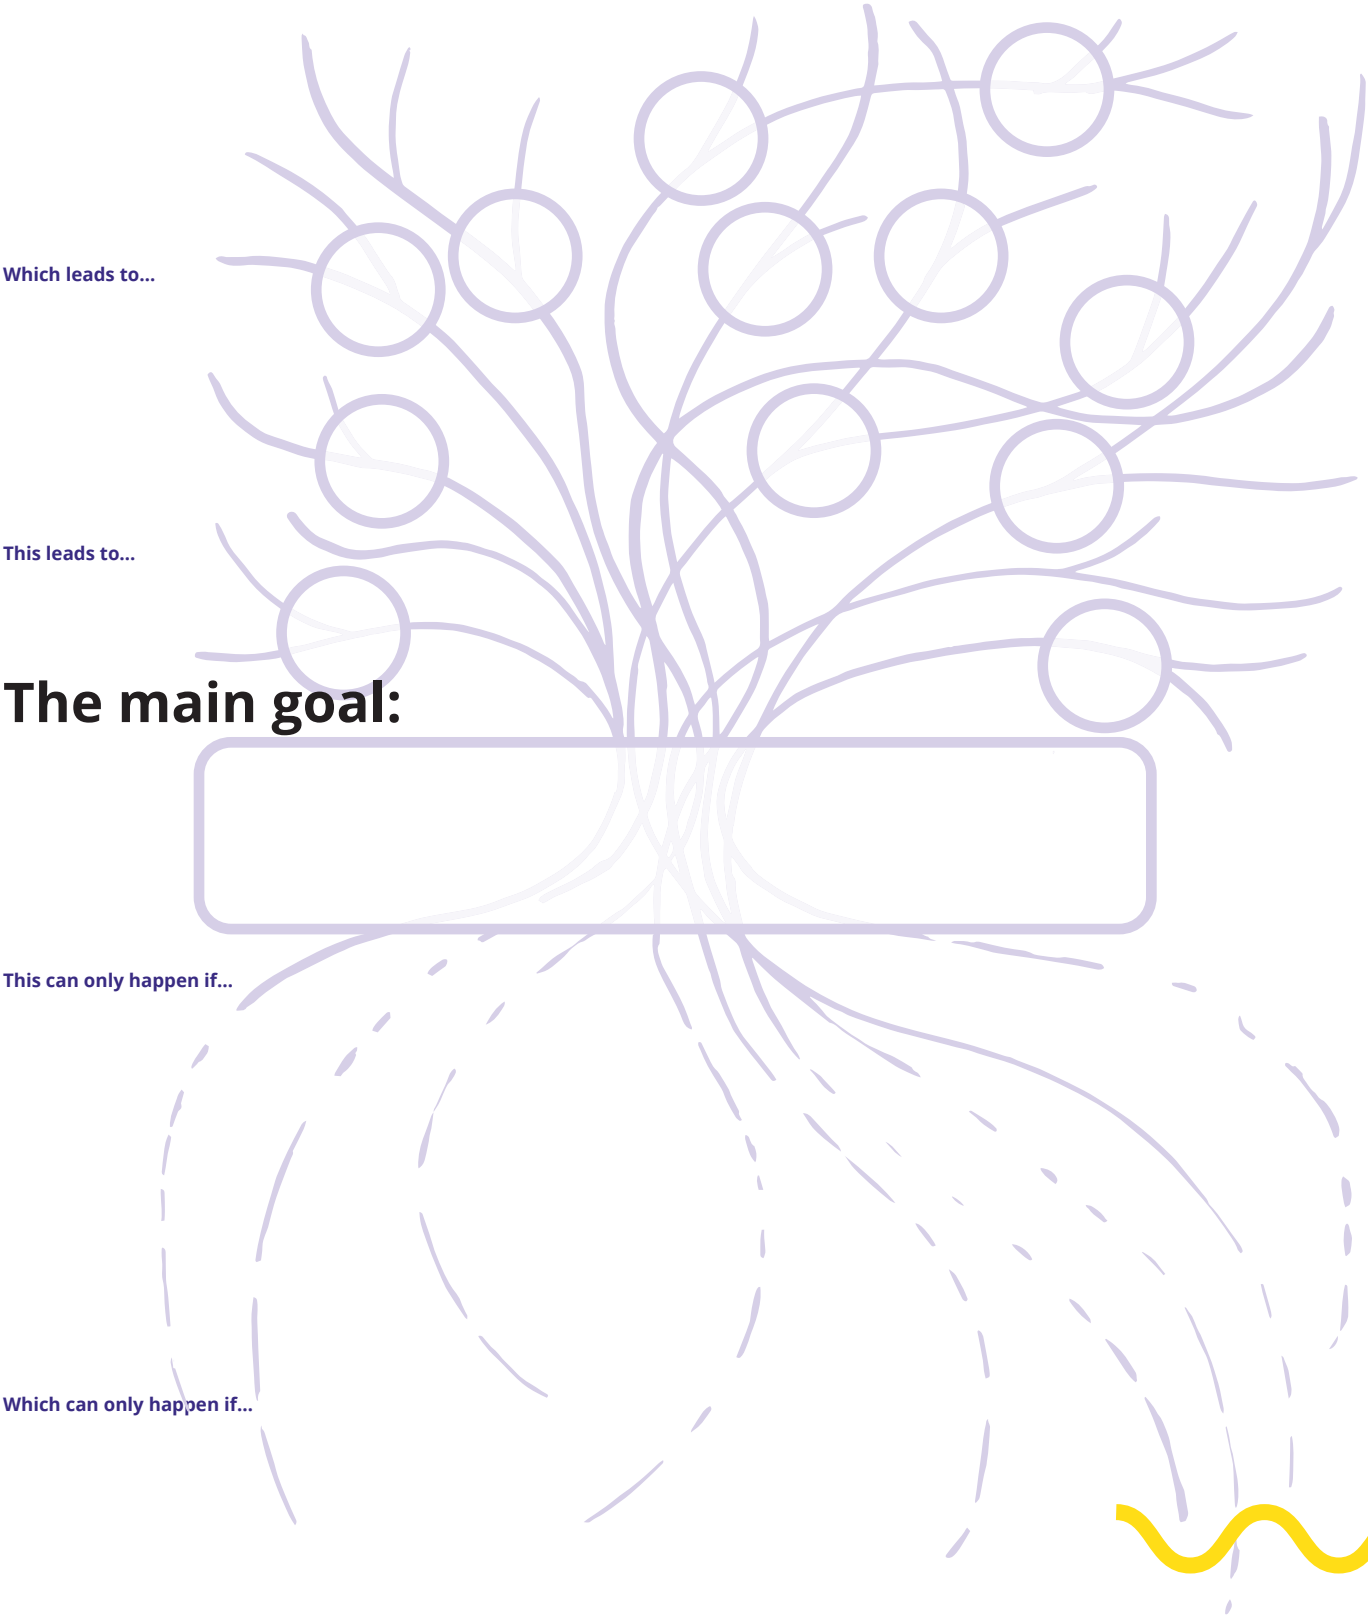 Which leads to...
This leads to...
The main goal:
This can only happen if...
Which can only happen if...